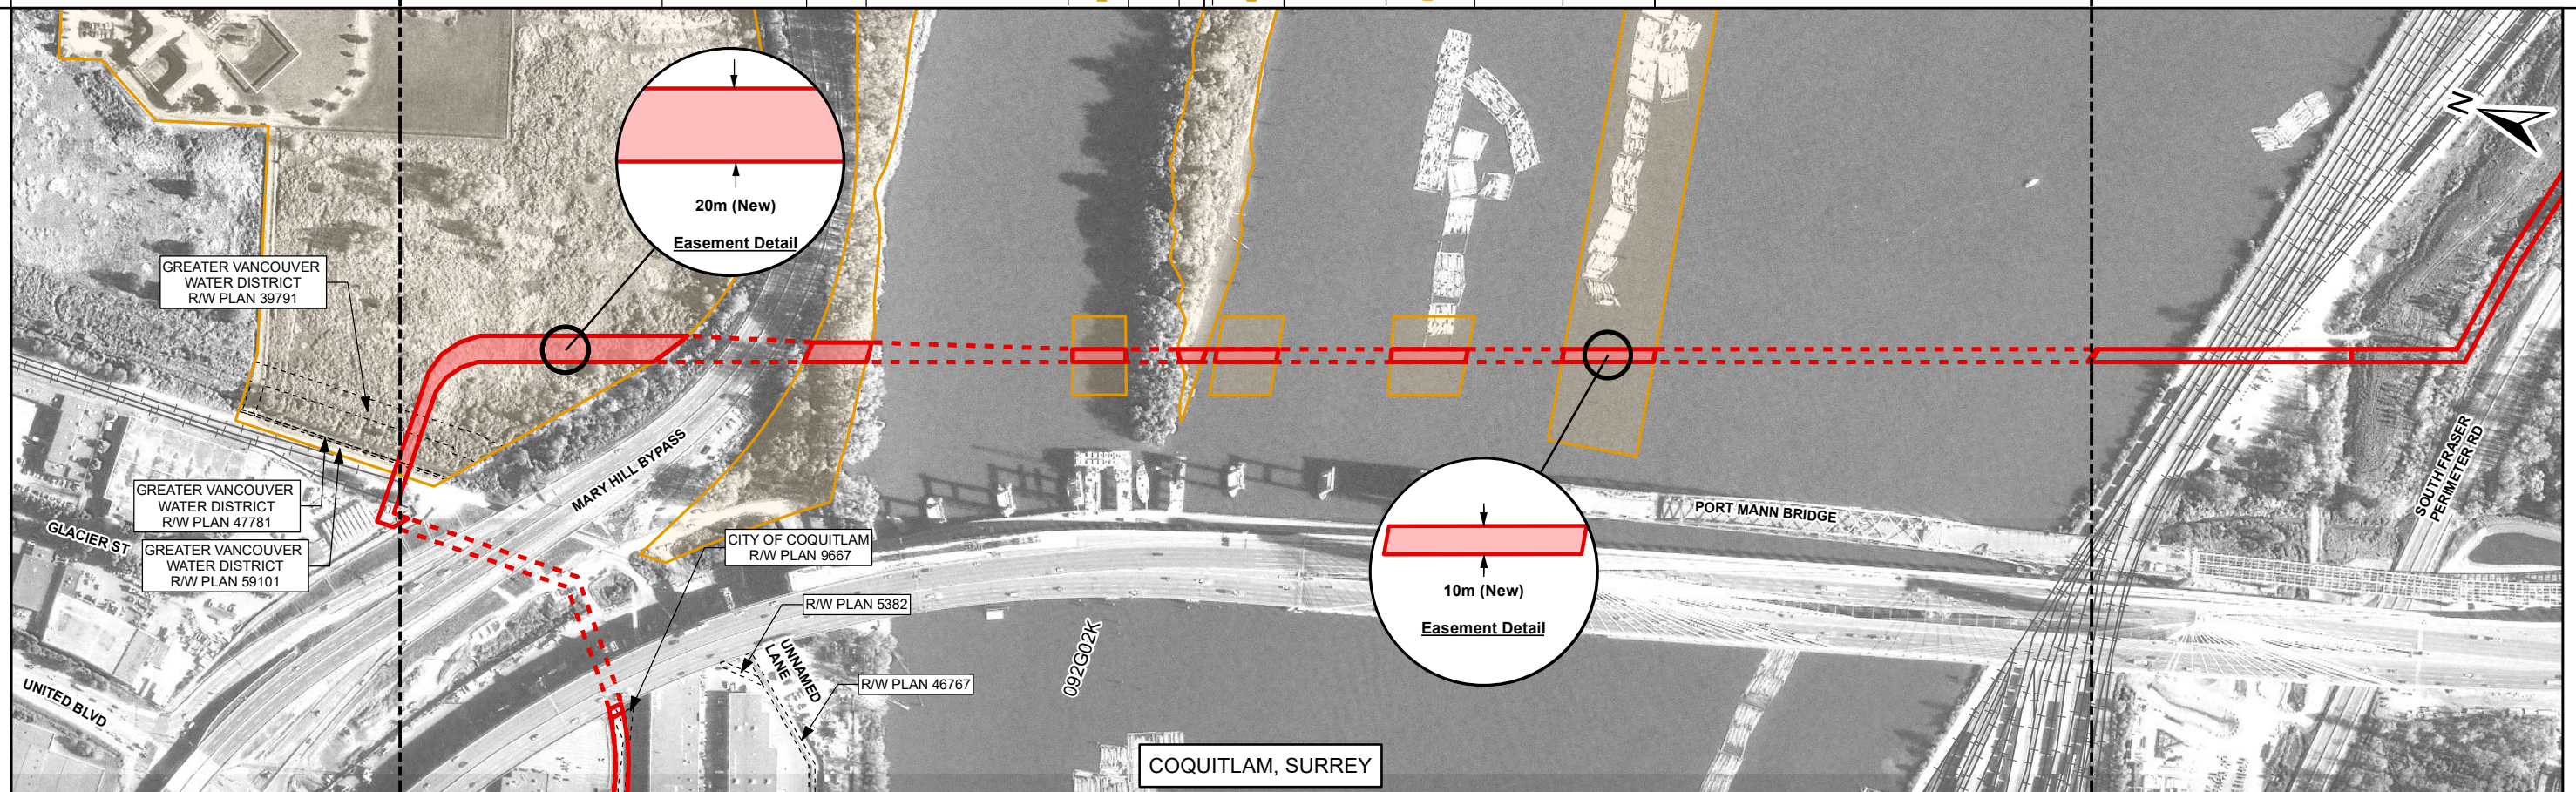 20m (New)
Easement Detail
N
GREATER VANCOUVER
WATER DISTRICT
R/W PLAN 39791
GREATER VANCOUVER
WATER DISTRICT
R/W PLAN 47781
GREATER VANCOUVER
WATER DISTRICT
R/W PLAN 59101
GLACIER ST
UNITED BLVD
MARY HILL BYPASS
CITY OF COQUITLAM
R/W PLAN 9667
R/W PLAN 5382
UNNAMED
LANE
R/W PLAN 46767
092G02K
10m (New)
Easement Detail
PORT MANN BRIDGE
SOUTH FRASER
PERIMETER RD
COQUITLAM, SURREY